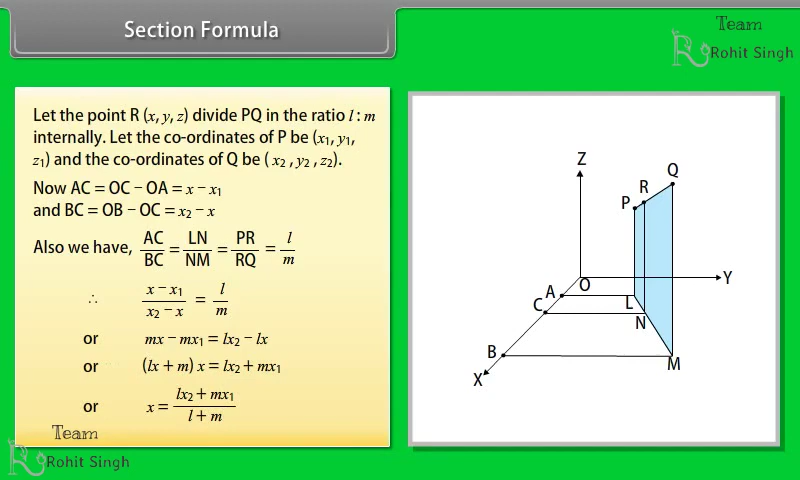 Section Formula
Team
Rohit Singh
Let the point R (x, y, z) divide PQ in the ratio l : m
internally. Let the co-ordinates of P be (x₁, y₁,
z₁) and the co-ordinates of Q be ( x₂ , y₂ , z₂).
Now AC = OC − OA = x − x₁
and BC = OB − OC = x₂ − x
Also we have, AC/BC = LN/NM = PR/RQ = l/m
∴ x − x₁/x₂ − x = l/m
or mx − mx₁ = lx₂ − lx
or (lx + m) x = lx₂ + mx₁
or x = lx₂ + mx₁/l + m
Team
Rohit Singh
Z
Q
R
P
O
Y
A
L
C
N
B
M
X